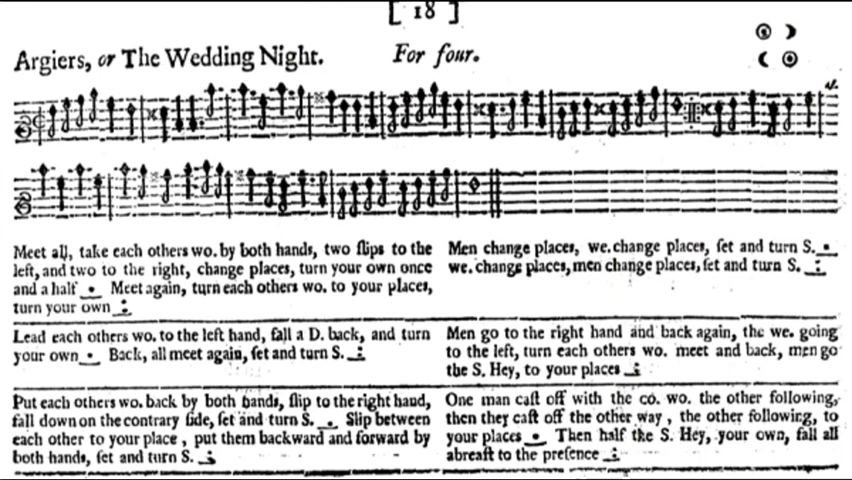 [ 18 ]
Argiers, or The Wedding Night. For four.
Meet all, take each others wo. by both hands, two ſlips to the
left, and two to the right, change places, turn your own once
and a half . Meet again, turn each others wo. to your places,
turn your own :
Men change places, we. change places, ſet and turn S. .
we. change places, men change places, ſet and turn S. :
Lead each others wo. to the left hand, fall a D. back, and turn
your own . Back, all meet again, ſet and turn S. :
Men go to the right hand and back again, the we. going
to the left, turn each others wo. meet and back, men go
the S. Hey, to your places :
Put each others wo. back by both hands, ſlip to the right hand,
fall down on the contrary ſide, ſet and turn S. . Slip between
each other to your place, put them backward and forward by
both hands, ſet and turn S. :
One man caſt off with the co. wo. the other following,
then they caſt off the other way, the other following, to
your places . Then half the S. Hey, your own, fall all
abreaſt to the preſence :